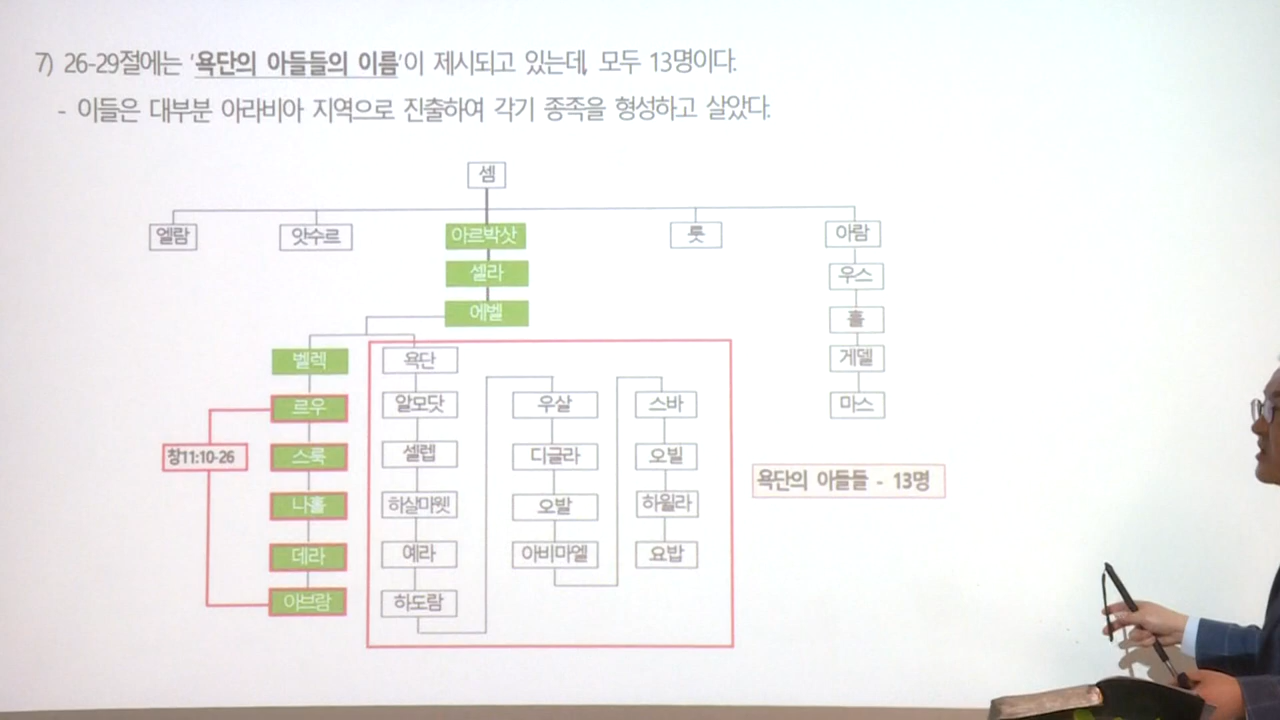 7) 26-29절에는 '욕단의 아들들의 이름'이 제시되고 있는데, 모두 13명이다.
- 이들은 대부분 아라비아 지역으로 진출하여 각기 종족을 형성하고 살았다.
셈
엘람
앗수르
아르박삿
룻
아람
셀라
우스
에벨
훌
벨렉
욕단
게델
르우
알모닷
우살
스바
마스
창11:10-26
스룩
셀렙
디글라
오빌
욕단의 아들들 - 13명
나홀
하살마웻
오발
하윌라
데라
예라
아비마엘
요밥
아브람
하도람